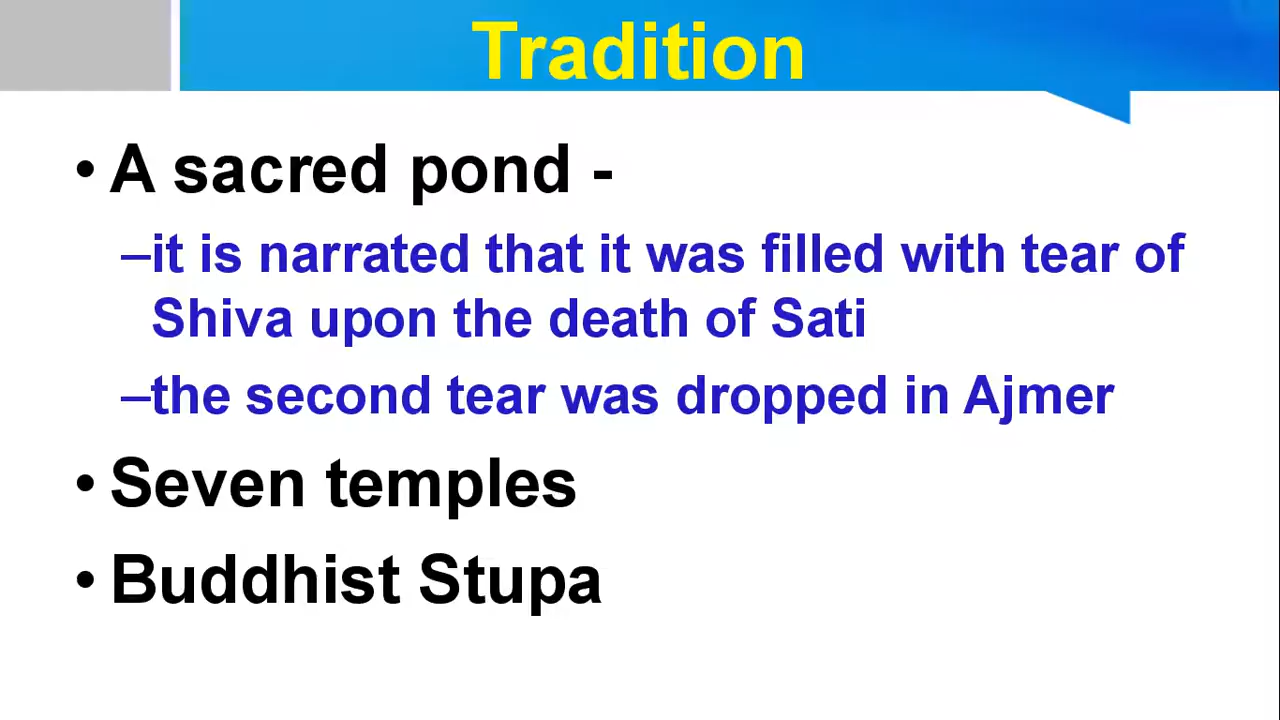 Tradition
• A sacred pond -
–it is narrated that it was filled with tear of
Shiva upon the death of Sati
–the second tear was dropped in Ajmer
• Seven temples
• Buddhist Stupa